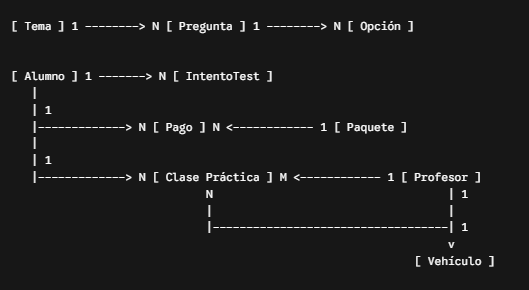 [ Tema ] 1 --------> N [ Pregunta ] 1 --------> N [ Opción ]
[ Alumno ] 1 -------> N [ IntentoTest ]
|
| 1
|-------------> N [ Pago ] N <------------ 1 [ Paquete ]
|
| 1
|-------------> N [ Clase Práctica ] M <------------ 1 [ Profesor ]
N | 1
| |
|-----------------------------------| 1
v
[ Vehículo ]